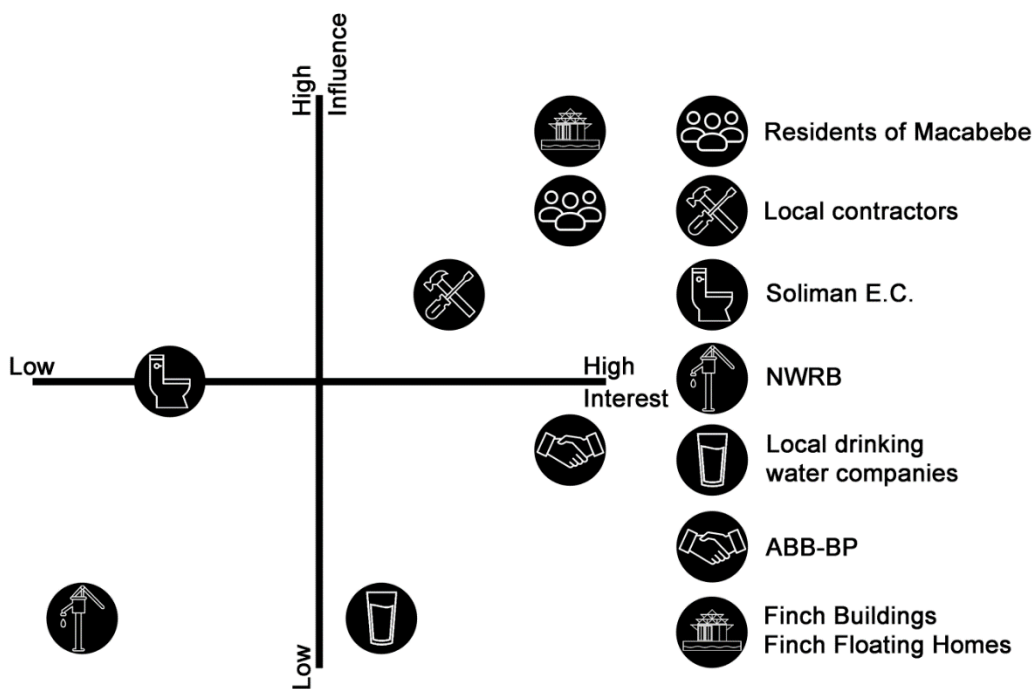 High
Influence
Low
High
Interest
Low
Residents of Macabebe
Local contractors
Soliman E.C.
NWRB
Local drinking
water companies
ABB-BP
Finch Buildings
Finch Floating Homes